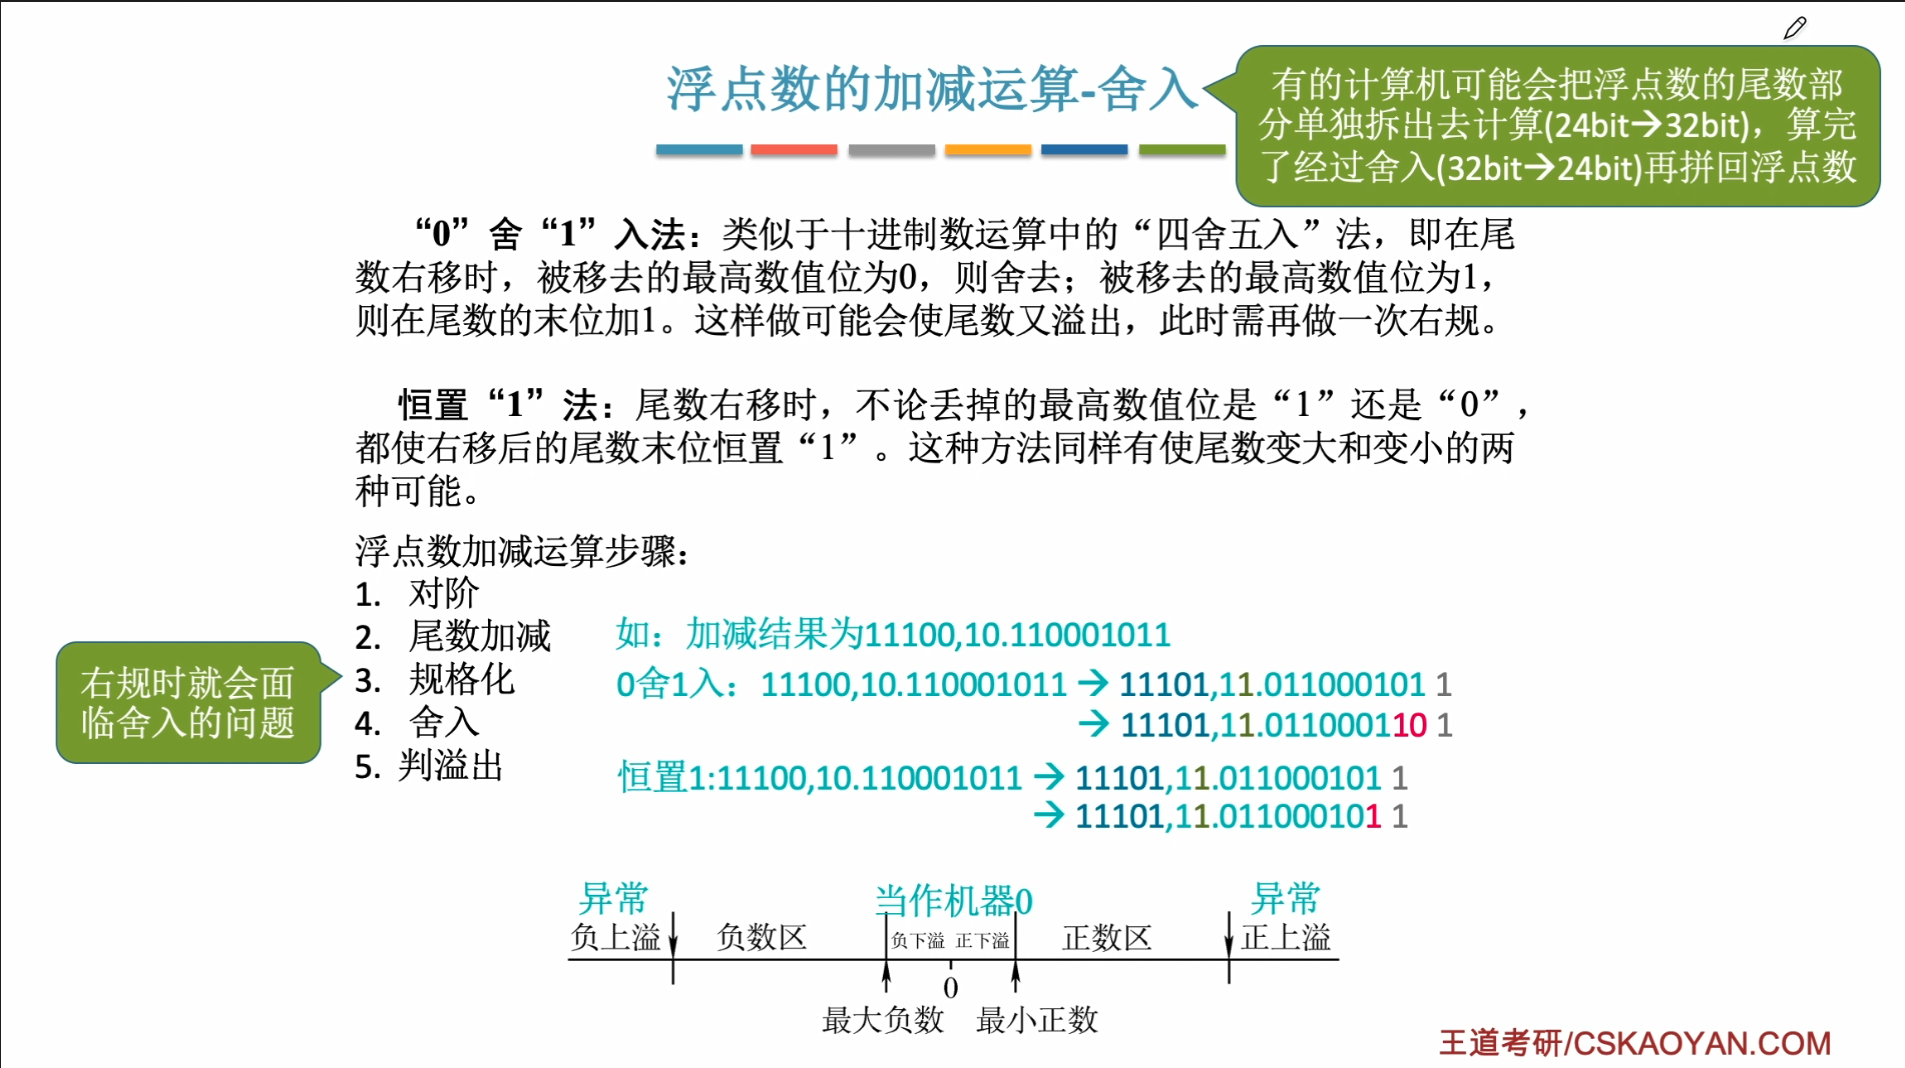 浮点数的加减运算-舍入
有的计算机可能会把浮点数的尾数部
分单独拆出去计算(24bit→32bit)，算完
了经过舍入(32bit→24bit)再拼回浮点数
“0”舍“1”入法：类似于十进制数运算中的“四舍五入”法，即在尾
数右移时，被移去的最高数值位为0，则舍去；被移去的最高数值位为1，
则在尾数的末位加1。这样做可能会使尾数又溢出，此时需再做一次右规。
恒置“1”法：尾数右移时，不论丢掉的最高数值位是“1”还是“0”，
都使右移后的尾数末位恒置“1”。这种方法同样有使尾数变大和变小的两
种可能。
浮点数加减运算步骤：
1. 对阶
2. 尾数加减
3. 规格化
4. 舍入
5. 判溢出
右规时就会面
临舍入的问题
如：加减结果为11100,10.110001011
0舍1入：11100,10.110001011 → 11101,11.011000101 1
→ 11101,11.011000110 1
恒置1:11100,10.110001011 → 11101,11.011000101 1
→ 11101,11.011000101 1
异常 当作机器0 异常
负上溢 负数区 负下溢 正下溢 正数区 正上溢
0
最大负数 最小正数
王道考研/CSKAOYAN.COM